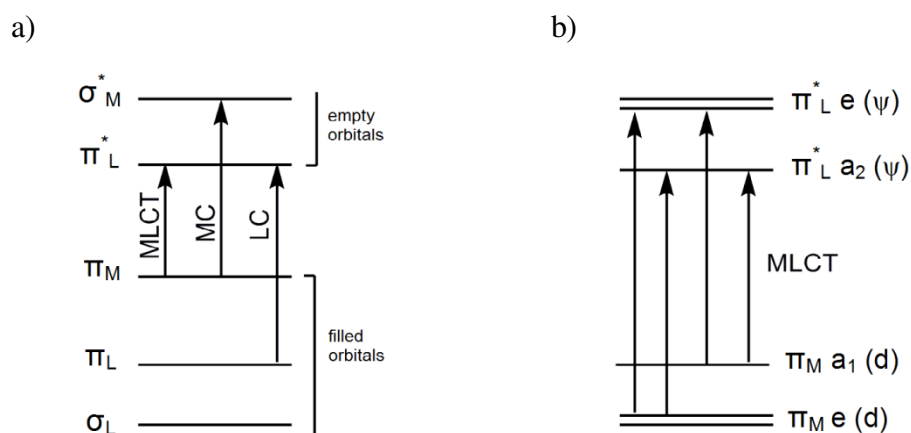 a)
b)
σ*M
π*L
πM
πL
σL
MLCT
MC
LC
empty
orbitals
filled
orbitals
π*L e (ψ)
π*L a2 (ψ)
MLCT
πM a1 (d)
πM e (d)